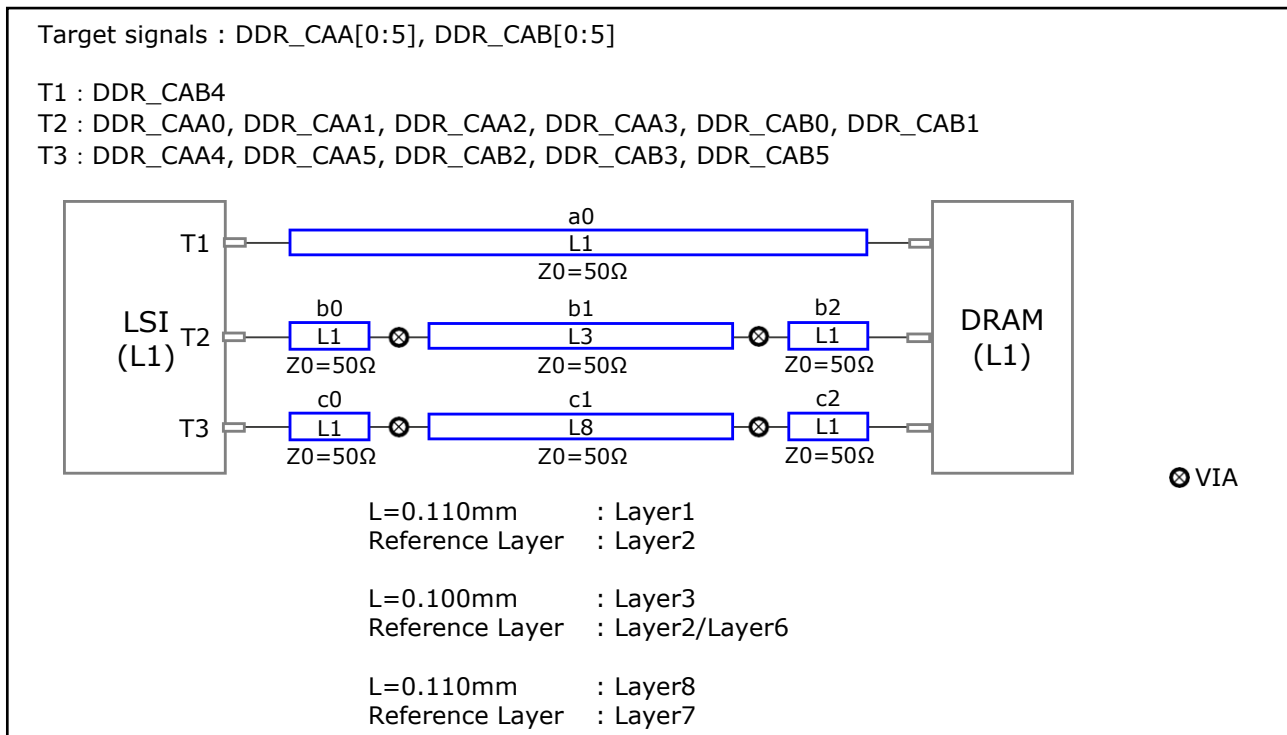 Target signals : DDR_CAA[0:5], DDR_CAB[0:5]
T1 : DDR_CAB4
T2 : DDR_CAA0, DDR_CAA1, DDR_CAA2, DDR_CAA3, DDR_CAB0, DDR_CAB1
T3 : DDR_CAA4, DDR_CAA5, DDR_CAB2, DDR_CAB3, DDR_CAB5
LSI
(L1)
T1
a0
L1
Z0=50Ω
T2
b0
L1
Z0=50Ω
b1
L3
Z0=50Ω
b2
L1
Z0=50Ω
T3
c0
L1
Z0=50Ω
c1
L8
Z0=50Ω
c2
L1
Z0=50Ω
DRAM
(L1)
VIA
L=0.110mm : Layer1
Reference Layer : Layer2
L=0.100mm : Layer3
Reference Layer : Layer2/Layer6
L=0.110mm : Layer8
Reference Layer : Layer7